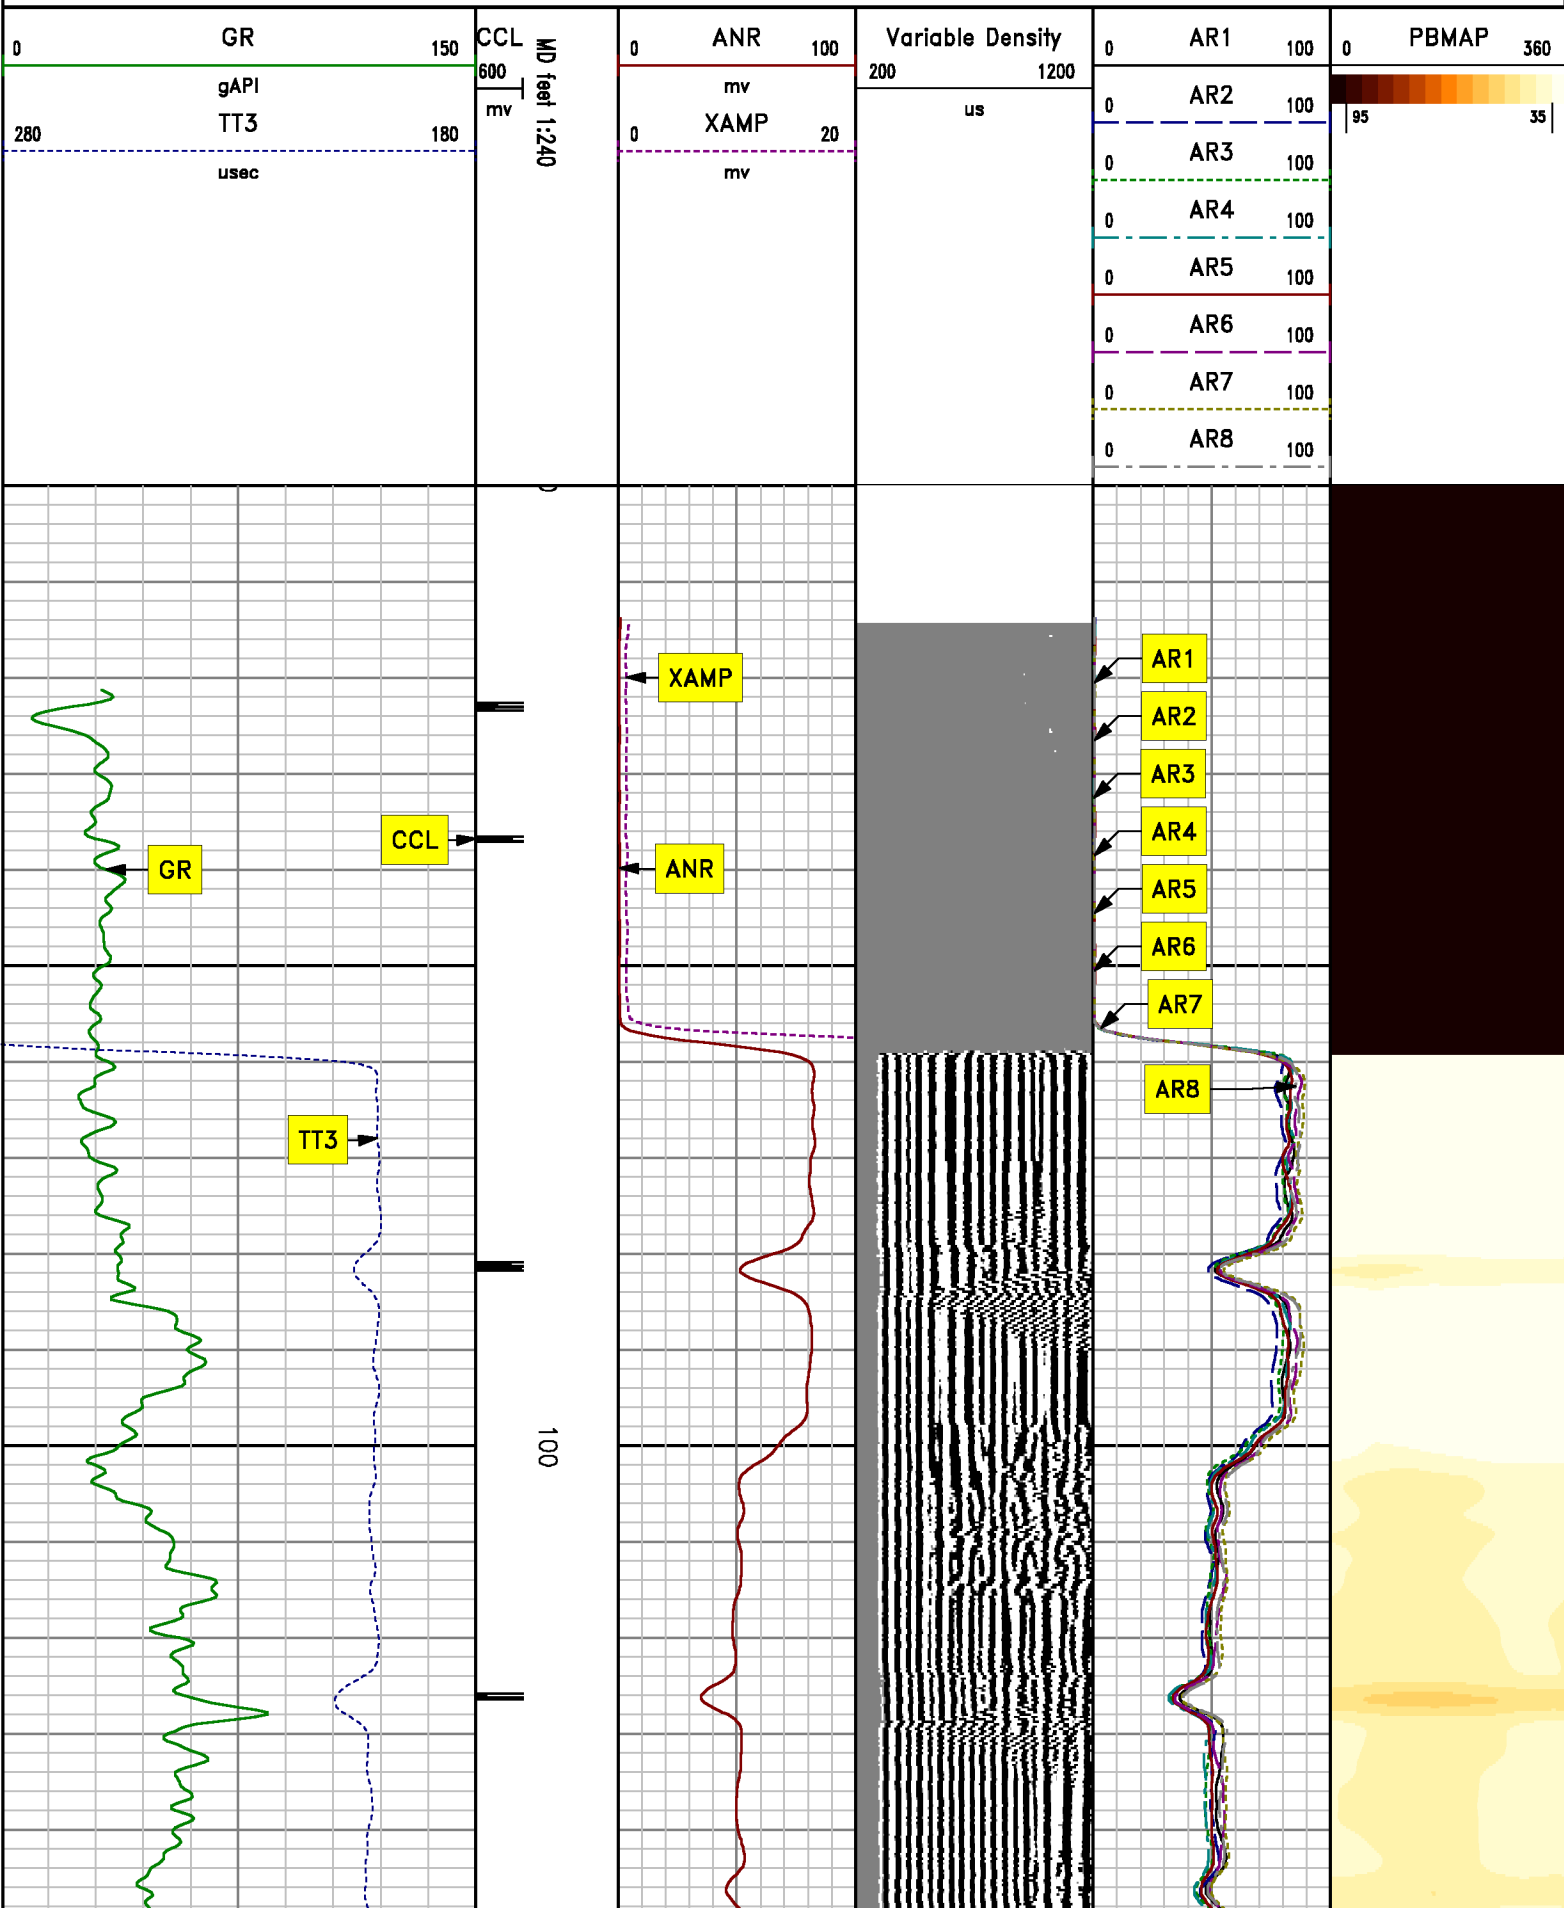 0 GR 150
gAPI
TT3
280 180
usec
CCL
600
mv
MD feet 1:240
0 ANR 100
mv
XAMP
0 20
mv
Variable Density
200 1200
us
0 AR1 100
0 AR2 100
0 AR3 100
0 AR4 100
0 AR5 100
0 AR6 100
0 AR7 100
0 AR8 100
0 PBMAP 360
95 35
XAMP
AR1
AR2
AR3
CCL
AR4
GR
ANR
AR5
AR6
AR7
AR8
TT3
100